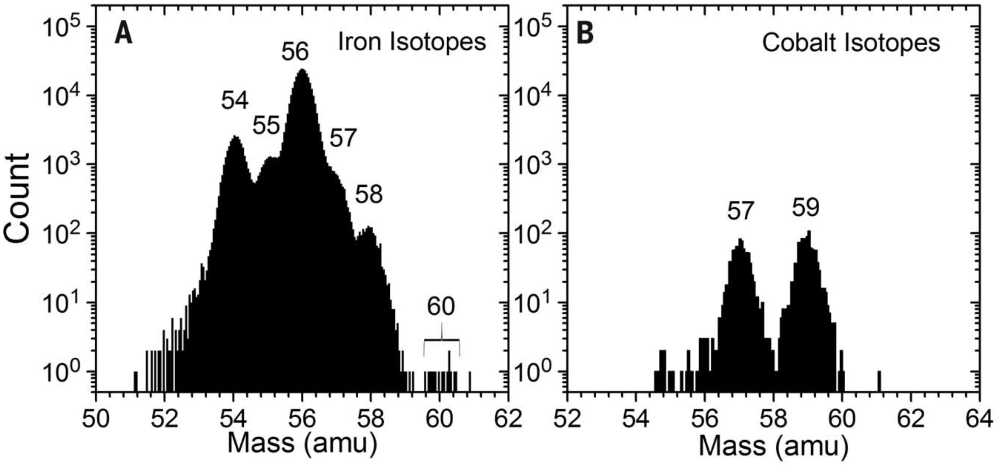 A
Iron Isotopes
56
54
55
57
58
60
Count
10^5
10^4
10^3
10^2
10^1
10^0
50 52 54 56 58 60 62
Mass (amu)
B
Cobalt Isotopes
57
59
10^5
10^4
10^3
10^2
10^1
10^0
52 54 56 58 60 62 64
Mass (amu)